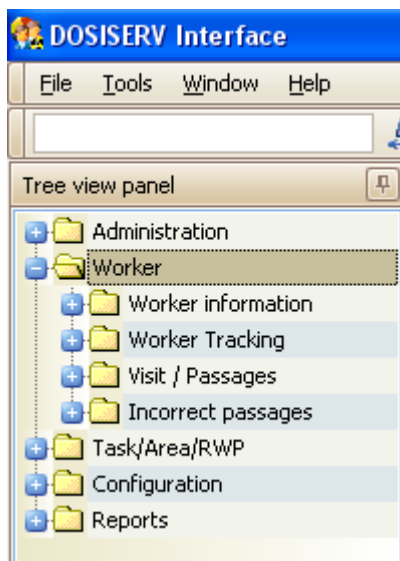 DOSISERV Interface
File Tools Window Help
Tree view panel
Administration
Worker
Worker information
Worker Tracking
Visit / Passages
Incorrect passages
Task/Area/RWP
Configuration
Reports